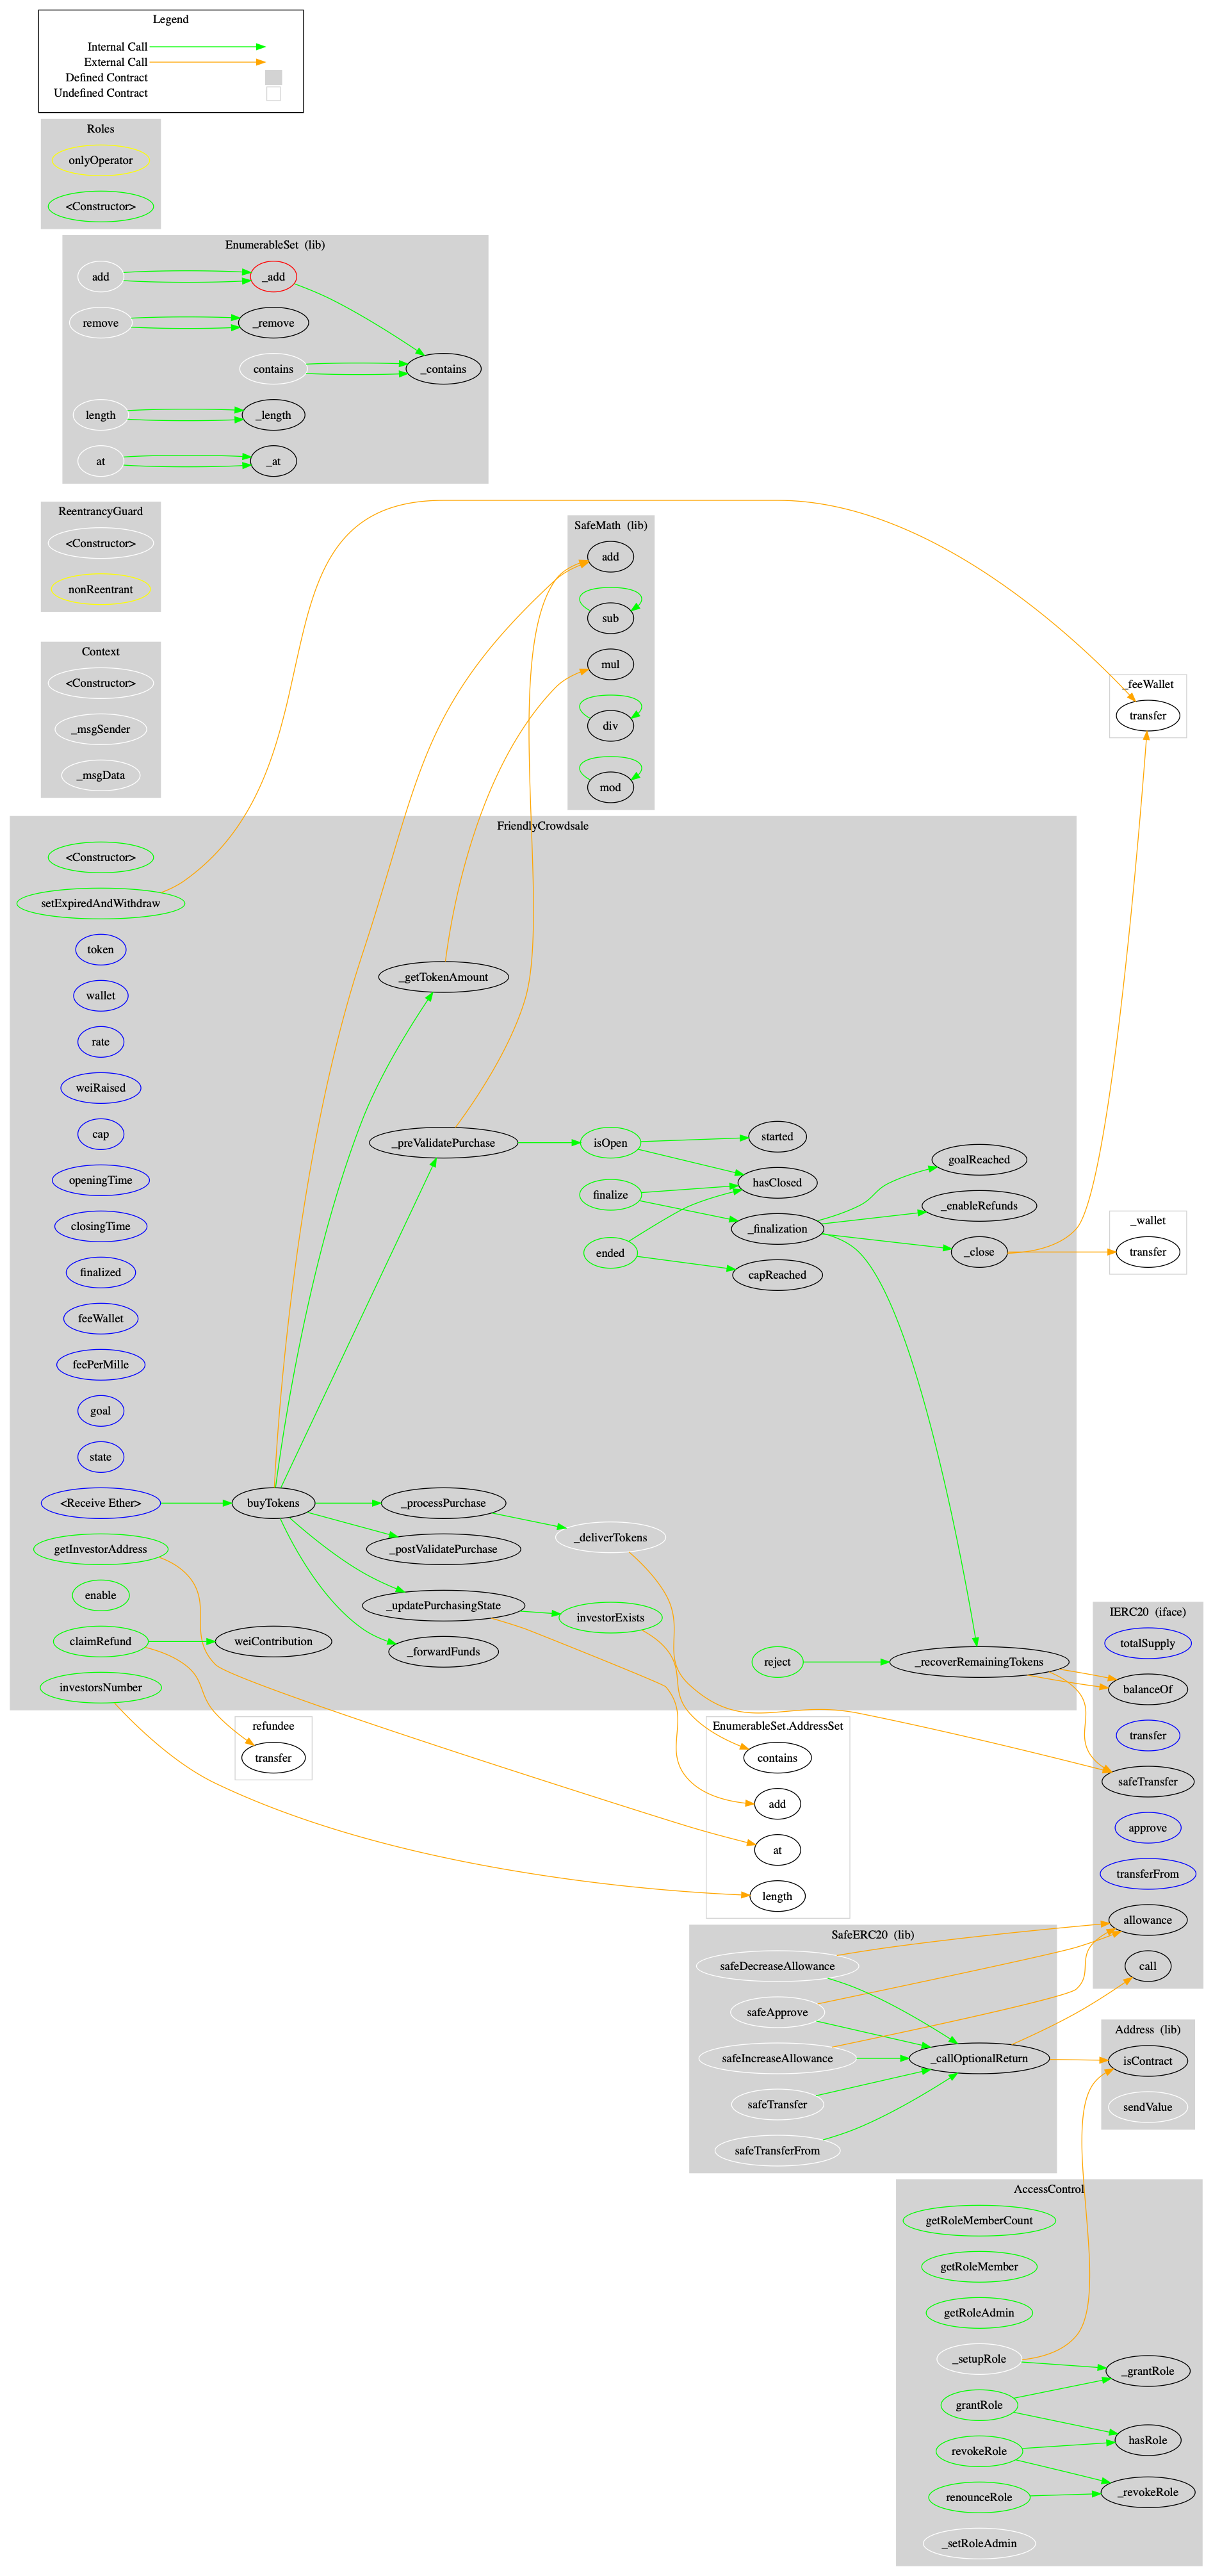 Legend
Internal Call
External Call
Defined Contract
Undefined Contract
Roles
onlyOperator
<Constructor>
EnumerableSet (lib)
add
_add
remove
_remove
contains
_contains
length
_length
at
_at
ReentrancyGuard
<Constructor>
nonReentrant
SafeMath (lib)
add
sub
mul
div
mod
Context
<Constructor>
_msgSender
_msgData
_feeWallet
transfer
FriendlyCrowdsale
<Constructor>
setExpiredAndWithdraw
token
wallet
rate
weiRaised
cap
openingTime
closingTime
finalized
feeWallet
feePerMille
goal
state
<Receive Ether>
getInvestorAddress
enable
claimRefund
investorsNumber
buyTokens
weiContribution
_getTokenAmount
_preValidatePurchase
_processPurchase
_postValidatePurchase
_updatePurchasingState
_forwardFunds
isOpen
finalize
ended
_deliverTokens
investorExists
started
hasClosed
_finalization
capReached
reject
goalReached
_enableRefunds
_close
_recoverRemainingTokens
_wallet
transfer
refundee
transfer
EnumerableSet.AddressSet
contains
add
at
length
IERC20 (iface)
totalSupply
balanceOf
transfer
safeTransfer
approve
transferFrom
allowance
call
SafeERC20 (lib)
safeDecreaseAllowance
safeApprove
safeIncreaseAllowance
safeTransfer
safeTransferFrom
_callOptionalReturn
Address (lib)
isContract
sendValue
AccessControl
getRoleMemberCount
getRoleMember
getRoleAdmin
_setupRole
grantRole
revokeRole
renounceRole
_setRoleAdmin
_grantRole
hasRole
_revokeRole